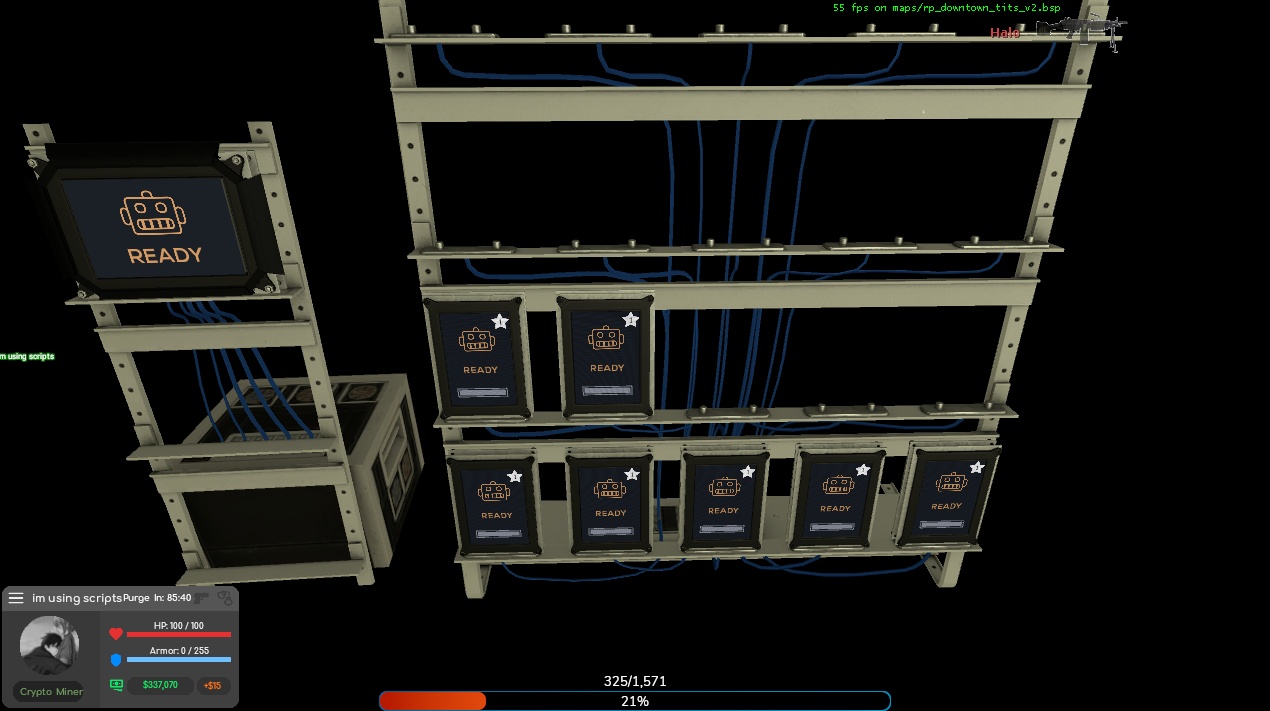 55 fps on maps/rp_downtown_tits_v2.bsp
Halo
READY
READY
READY
m using scripts
READY
READY
READY
READY
READY
im using scripts
Purge In: 85:40
HP: 100 / 100
Armor: 0 / 255
$337,070
+$15
Crypto Miner
325/1,571
21%